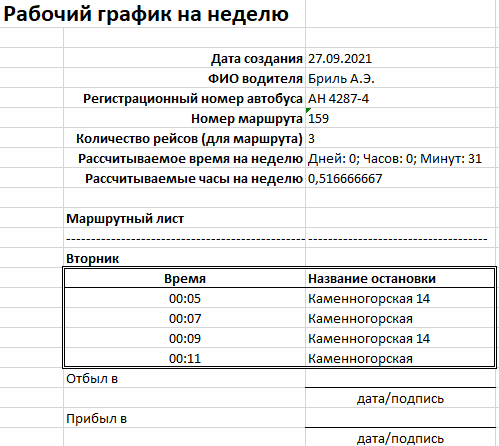 Рабочий график на неделю
Дата создания 27.09.2021
ФИО водителя Бриль А.Э.
Регистрационный номер автобуса АН 4287-4
Номер маршрута 159
Количество рейсов (для маршрута) 3
Рассчитываемое время на неделю Дней: 0; Часов: 0; Минут: 31
Рассчитываемые часы на неделю 0,516666667
Маршрутный лист
--------------------------------------------------------------------------------
Вторник
Время Название остановки
00:05 Каменногорская 14
00:07 Каменногорская
00:09 Каменногорская 14
00:11 Каменногорская
Отбыл в
дата/подпись
Прибыл в
дата/подпись